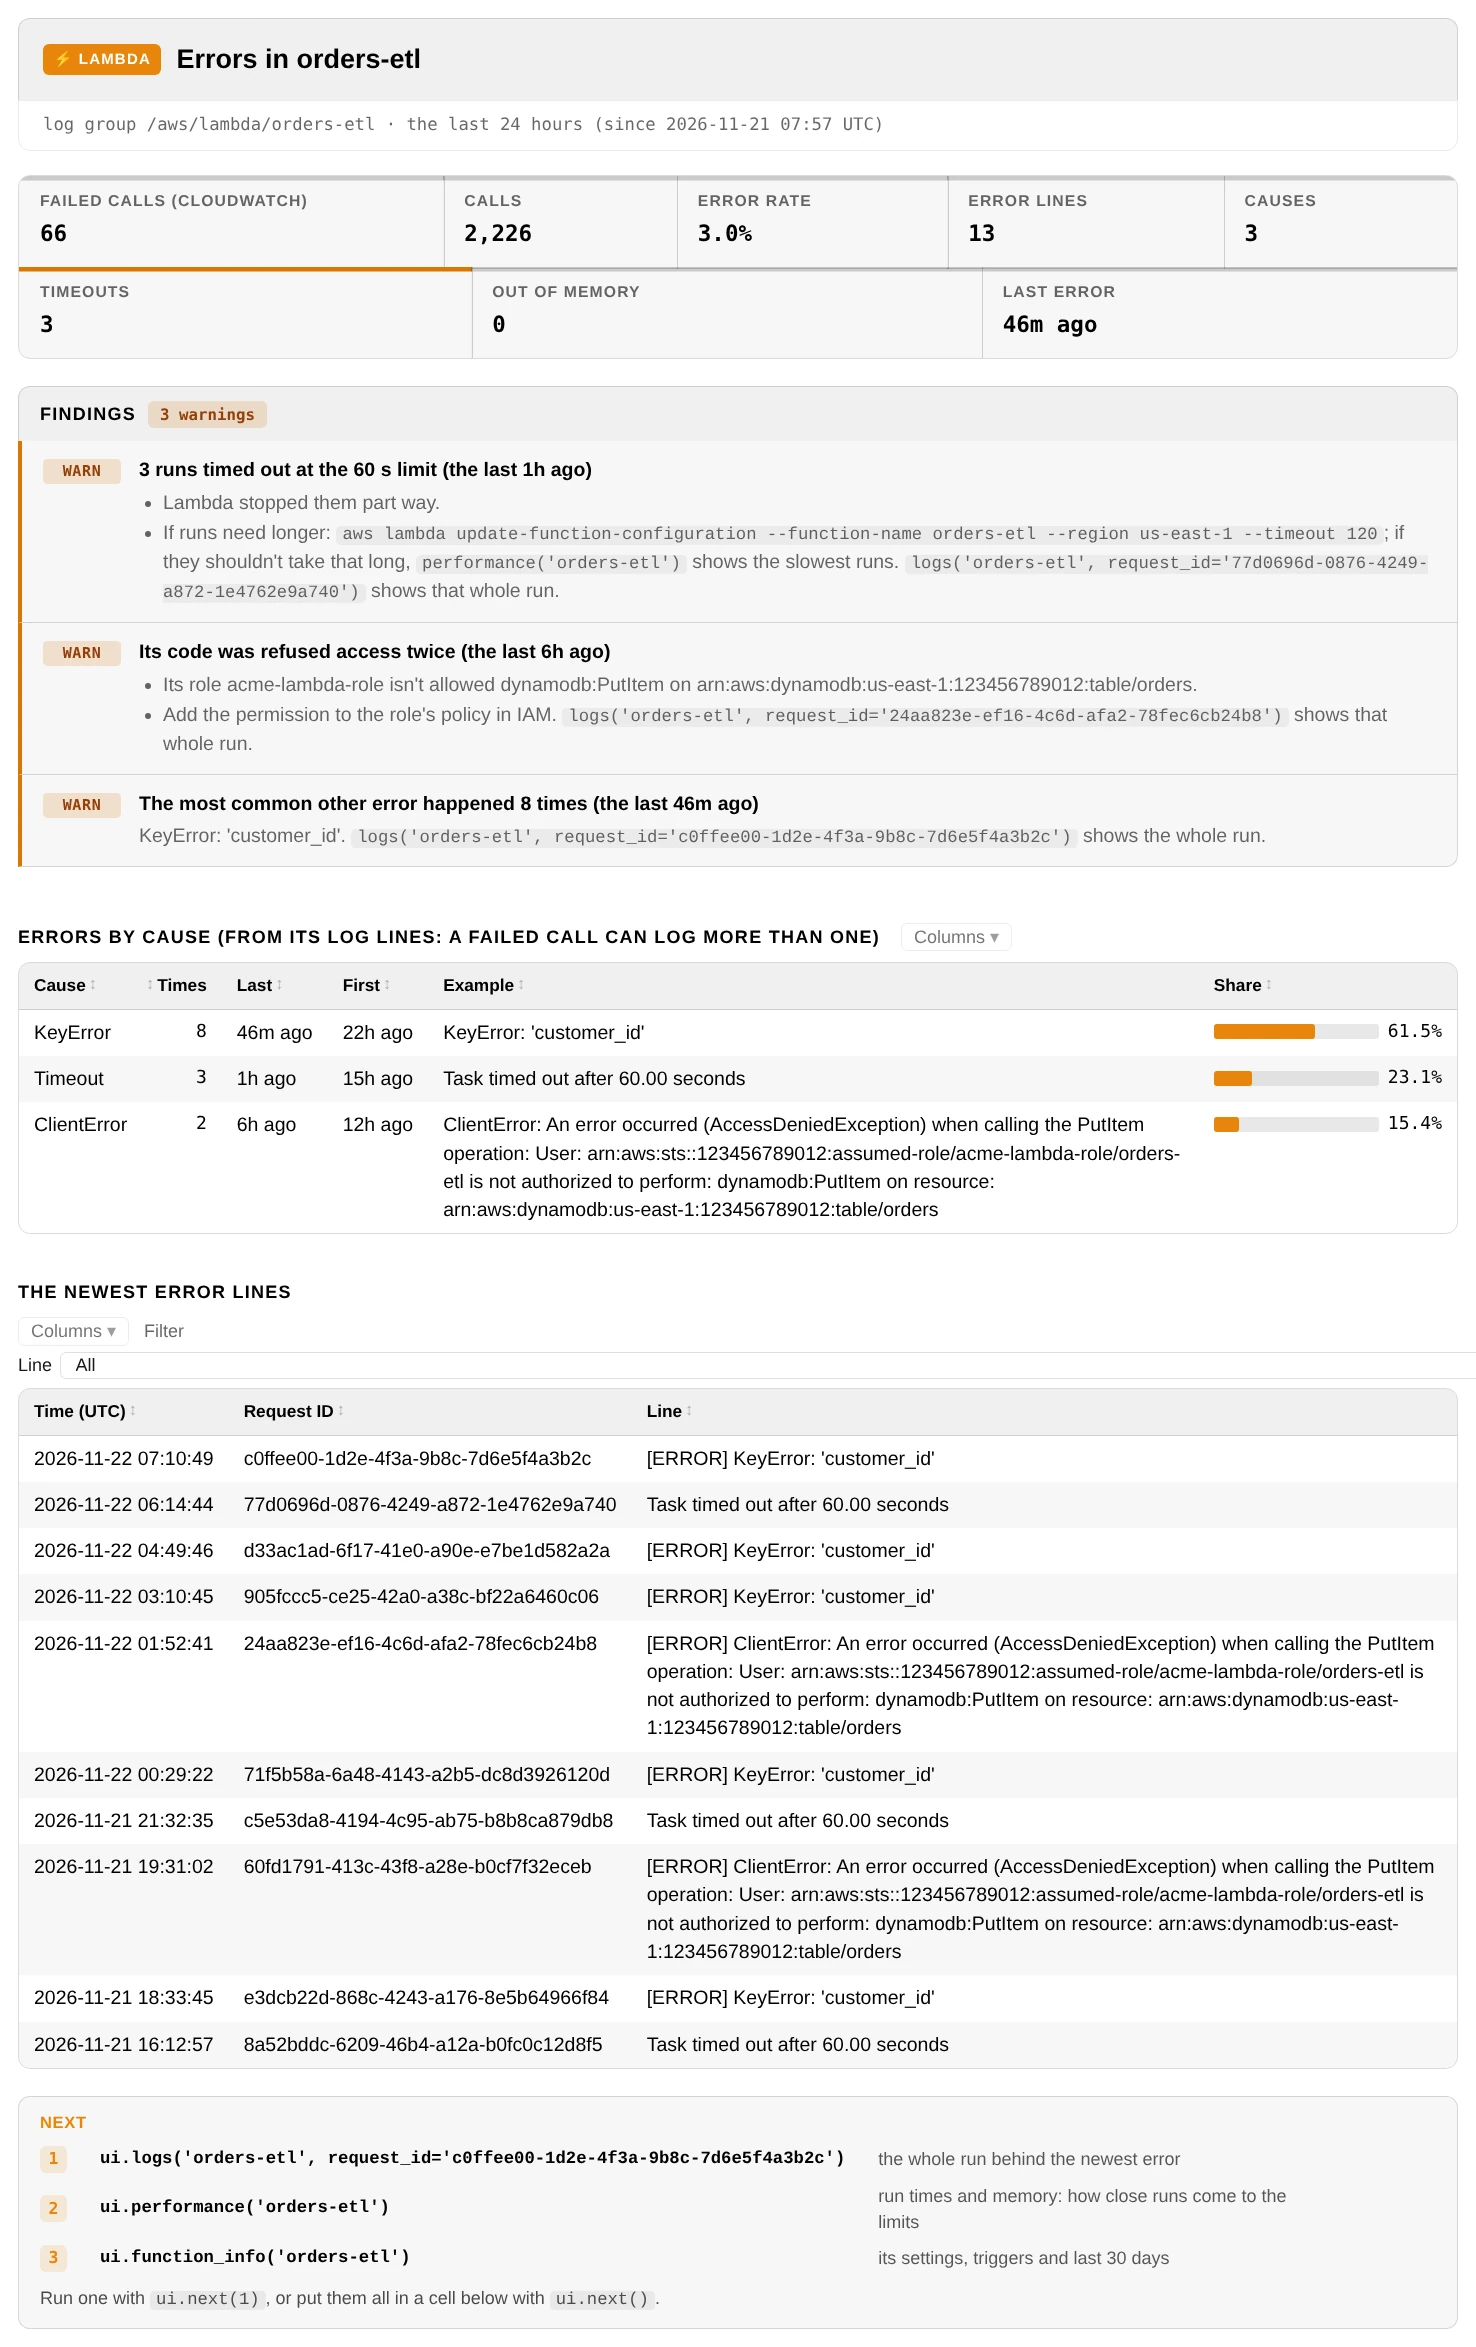 ⚡ LAMBDA Errors in orders-etl
log group /aws/lambda/orders-etl · the last 24 hours (since 2026-11-21 07:57 UTC)
FAILED CALLS (CLOUDWATCH) CALLS ERROR RATE ERROR LINES CAUSES
66 2,226 3.0% 13 3
TIMEOUTS OUT OF MEMORY LAST ERROR
3 0 46m ago
FINDINGS 3 warnings
WARN 3 runs timed out at the 60 s limit (the last 1h ago)
• Lambda stopped them part way.
• If runs need longer: aws lambda update-function-configuration --function-name orders-etl --region us-east-1 --timeout 120 ; if
they shouldn't take that long, performance('orders-etl') shows the slowest runs. logs('orders-etl', request_id='77d0696d-0876-4249-
a872-1e4762e9a740') shows that whole run.
WARN Its code was refused access twice (the last 6h ago)
• Its role acme-lambda-role isn't allowed dynamodb:PutItem on arn:aws:dynamodb:us-east-1:123456789012:table/orders.
• Add the permission to the role's policy in IAM. logs('orders-etl', request_id='24aa823e-ef16-4c6d-afa2-78fec6cb24b8') shows that
whole run.
WARN The most common other error happened 8 times (the last 46m ago)
KeyError: 'customer_id'. logs('orders-etl', request_id='c0ffee00-1d2e-4f3a-9b8c-7d6e5f4a3b2c') shows the whole run.
ERRORS BY CAUSE (FROM ITS LOG LINES: A FAILED CALL CAN LOG MORE THAN ONE) Columns ▾
Cause ↕ ↕ Times Last ↕ First ↕ Example ↕ Share ↕
KeyError 8 46m ago 22h ago KeyError: 'customer_id' 61.5%
Timeout 3 1h ago 15h ago Task timed out after 60.00 seconds 23.1%
ClientError 2 6h ago 12h ago ClientError: An error occurred (AccessDeniedException) when calling the PutItem 15.4%
operation: User: arn:aws:sts::123456789012:assumed-role/acme-lambda-role/orders-
etl is not authorized to perform: dynamodb:PutItem on resource:
arn:aws:dynamodb:us-east-1:123456789012:table/orders
THE NEWEST ERROR LINES
Columns ▾ Filter
Line All
Time (UTC) ↕ Request ID ↕ Line ↕
2026-11-22 07:10:49 c0ffee00-1d2e-4f3a-9b8c-7d6e5f4a3b2c [ERROR] KeyError: 'customer_id'
2026-11-22 06:14:44 77d0696d-0876-4249-a872-1e4762e9a740 Task timed out after 60.00 seconds
2026-11-22 04:49:46 d33ac1ad-6f17-41e0-a90e-e7be1d582a2a [ERROR] KeyError: 'customer_id'
2026-11-22 03:10:45 905fccc5-ce25-42a0-a38c-bf22a6460c06 [ERROR] KeyError: 'customer_id'
2026-11-22 01:52:41 24aa823e-ef16-4c6d-afa2-78fec6cb24b8 [ERROR] ClientError: An error occurred (AccessDeniedException) when calling the PutItem
operation: User: arn:aws:sts::123456789012:assumed-role/acme-lambda-role/orders-etl is
not authorized to perform: dynamodb:PutItem on resource: arn:aws:dynamodb:us-east-
1:123456789012:table/orders
2026-11-22 00:29:22 71f5b58a-6a48-4143-a2b5-dc8d3926120d [ERROR] KeyError: 'customer_id'
2026-11-21 21:32:35 c5e53da8-4194-4c95-ab75-b8b8ca879db8 Task timed out after 60.00 seconds
2026-11-21 19:31:02 60fd1791-413c-43f8-a28e-b0cf7f32eceb [ERROR] ClientError: An error occurred (AccessDeniedException) when calling the PutItem
operation: User: arn:aws:sts::123456789012:assumed-role/acme-lambda-role/orders-etl is
not authorized to perform: dynamodb:PutItem on resource: arn:aws:dynamodb:us-east-
1:123456789012:table/orders
2026-11-21 18:33:45 e3dcb22d-868c-4243-a176-8e5b64966f84 [ERROR] KeyError: 'customer_id'
2026-11-21 16:12:57 8a52bddc-6209-46b4-a12a-b0fc0c12d8f5 Task timed out after 60.00 seconds
NEXT
1 ui.logs('orders-etl', request_id='c0ffee00-1d2e-4f3a-9b8c-7d6e5f4a3b2c') the whole run behind the newest error
2 ui.performance('orders-etl') run times and memory: how close runs come to the
limits
3 ui.function_info('orders-etl') its settings, triggers and last 30 days
Run one with ui.next(1) , or put them all in a cell below with ui.next() .